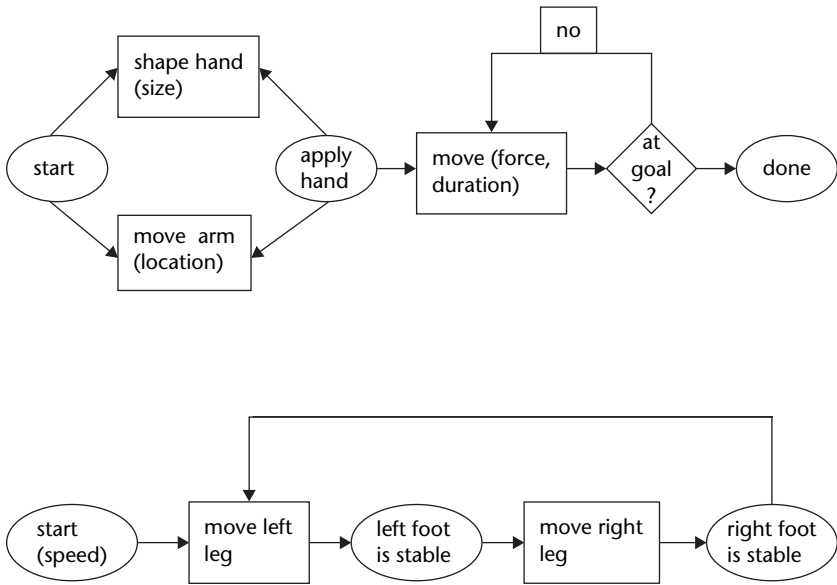 no
shape hand
(size)
start
apply
hand
move (force,
duration)
at
goal
?
done
move arm
(location)
start
(speed)
move left
leg
left foot
is stable
move right
leg
right foot
is stable